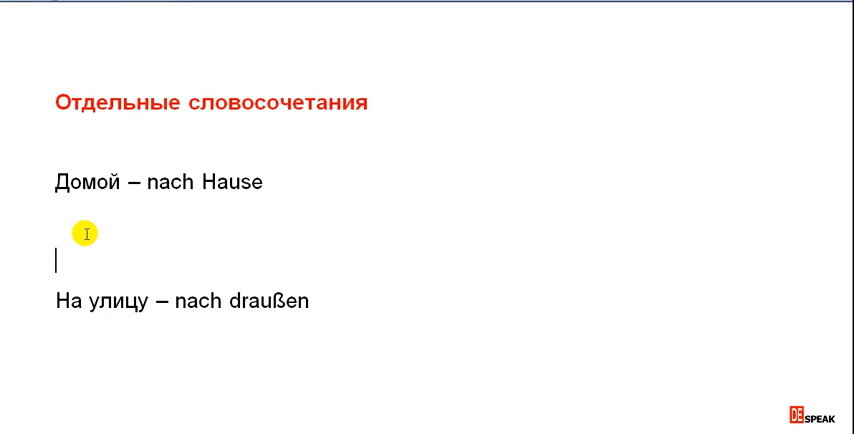 Отдельные словосочетания
Домой – nach Hause
На улицу – nach draußen
DE SPEAK